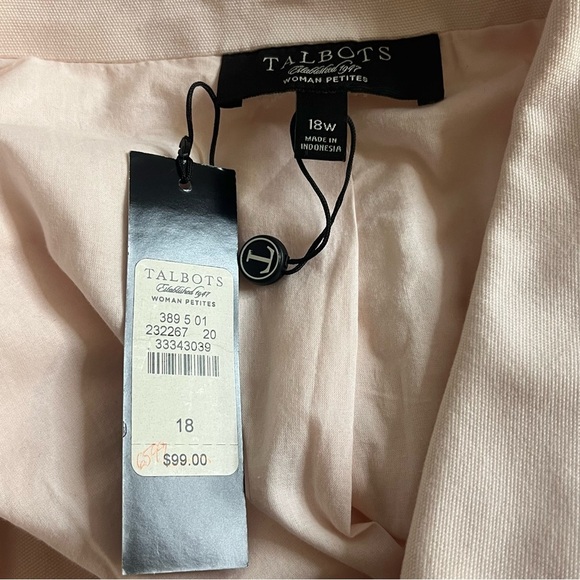 TALBOTS
Established 1947
WOMAN PETITES
18W
MADE IN
INDONESIA
T
TALBOTS
Established 1947
WOMAN PETITES
389 5 01
232267 20
33343039
18
$99.00